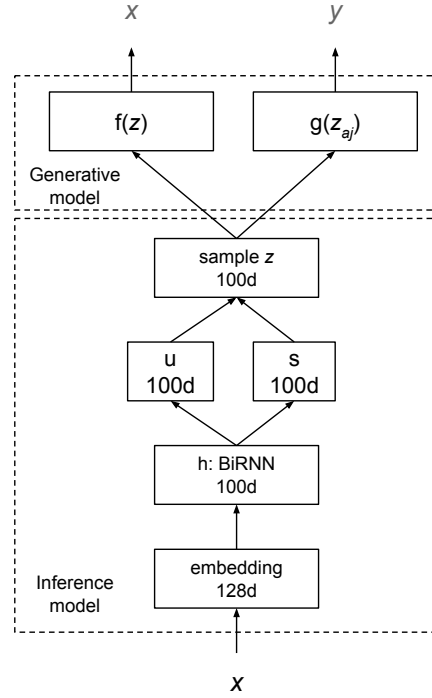 x y
f(z) g(z_aj)
Generative
model
sample z
100d
u s
100d 100d
h: BiRNN
100d
embedding
128d
Inference
model
x